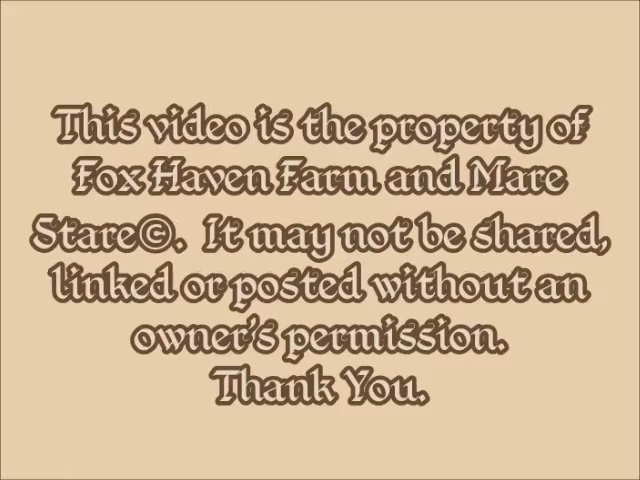 This video is the property of
Fox Haven Farm and Mare
Stare©. It may not be shared,
linked or posted without an
owner's permission.
Thank You.